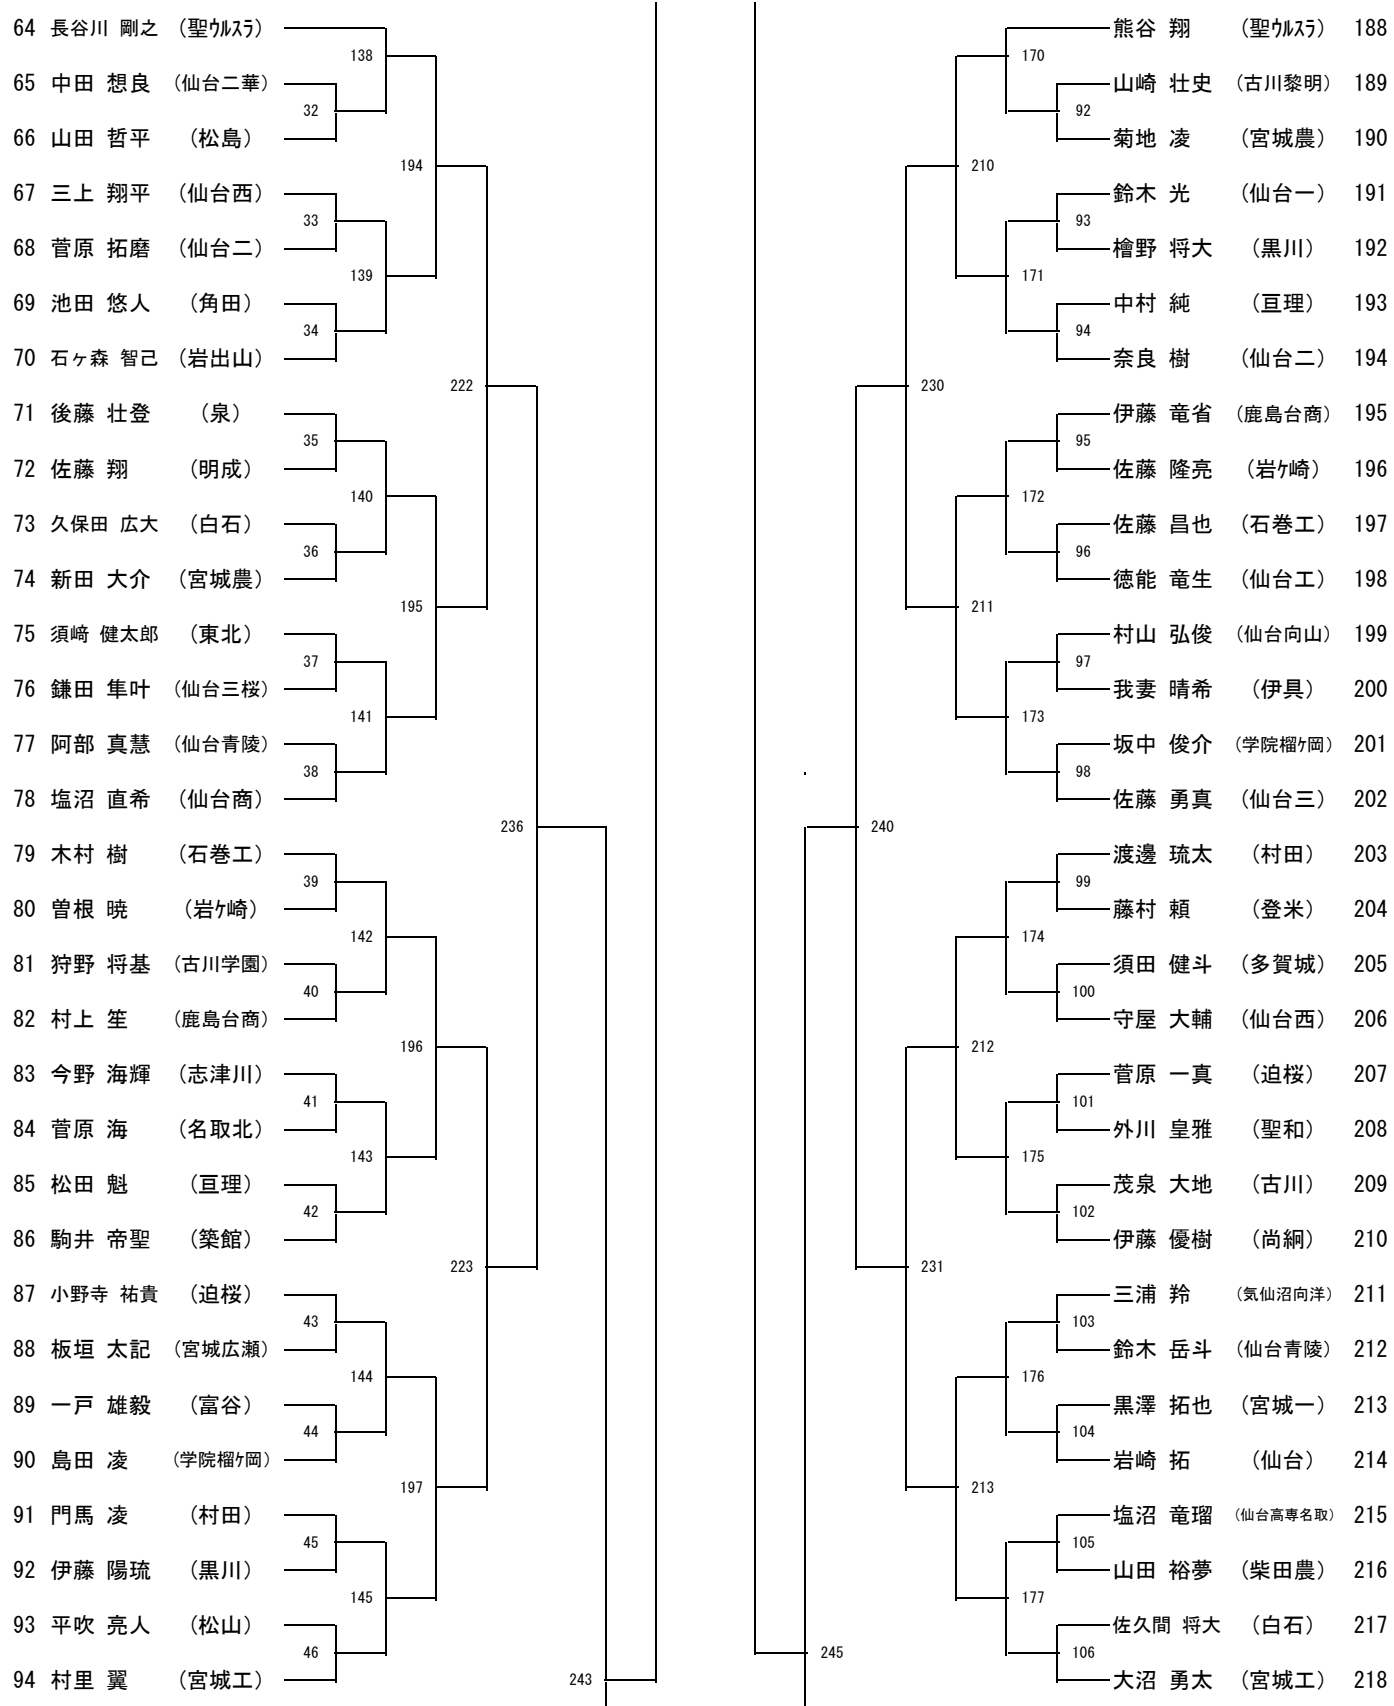 64 長谷川 剛之 （聖ウルスラ）
138
65 中田 想良 （仙台二華）
32
66 山田 哲平 （松島）
194
67 三上 翔平 （仙台西）
33
68 菅原 拓磨 （仙台二）
139
69 池田 悠人 （角田）
34
70 石ヶ森 智己 （岩出山）
222
71 後藤 壮登 （泉）
35
72 佐藤 翔 （明成）
140
73 久保田 広大 （白石）
36
74 新田 大介 （宮城農）
195
75 須﨑 健太郎 （東北）
37
76 鎌田 隼叶 （仙台三桜）
141
77 阿部 真慧 （仙台青陵）
38
78 塩沼 直希 （仙台商）
236
79 木村 樹 （石巻工）
39
80 曽根 暁 （岩ケ崎）
142
81 狩野 将基 （古川学園）
40
82 村上 笙 （鹿島台商）
196
83 今野 海輝 （志津川）
41
84 菅原 海 （名取北）
143
85 松田 魁 （亘理）
42
86 駒井 帝聖 （築館）
223
87 小野寺 祐貴 （迫桜）
43
88 板垣 太記 （宮城広瀬）
144
89 一戸 雄毅 （富谷）
44
90 島田 凌 （学院榴ケ岡）
197
91 門馬 凌 （村田）
45
92 伊藤 陽琉 （黒川）
145
93 平吹 亮人 （松山）
46
94 村里 翼 （宮城工）
243
熊谷 翔 （聖ウルスラ） 188
170
山崎 壮史 （古川黎明） 189
92
菊地 凌 （宮城農） 190
210
鈴木 光 （仙台一） 191
93
檜野 将大 （黒川） 192
171
中村 純 （亘理） 193
94
奈良 樹 （仙台二） 194
230
伊藤 竜省 （鹿島台商） 195
95
佐藤 隆亮 （岩ケ崎） 196
172
佐藤 昌也 （石巻工） 197
96
徳能 竜生 （仙台工） 198
211
村山 弘俊 （仙台向山） 199
97
我妻 晴希 （伊具） 200
173
坂中 俊介 （学院榴ケ岡） 201
98
佐藤 勇真 （仙台三） 202
240
渡邊 琉太 （村田） 203
99
藤村 頼 （登米） 204
174
須田 健斗 （多賀城） 205
100
守屋 大輔 （仙台西） 206
212
菅原 一真 （迫桜） 207
101
外川 皇雅 （聖和） 208
175
茂泉 大地 （古川） 209
102
伊藤 優樹 （尚絅） 210
231
三浦 羚 （気仙沼向洋） 211
103
鈴木 岳斗 （仙台青陵） 212
176
黒澤 拓也 （宮城一） 213
104
岩崎 拓 （仙台） 214
213
塩沼 竜瑠 （仙台高専名取） 215
105
山田 裕夢 （柴田農） 216
177
佐久間 将大 （白石） 217
106
245
大沼 勇太 （宮城工） 218